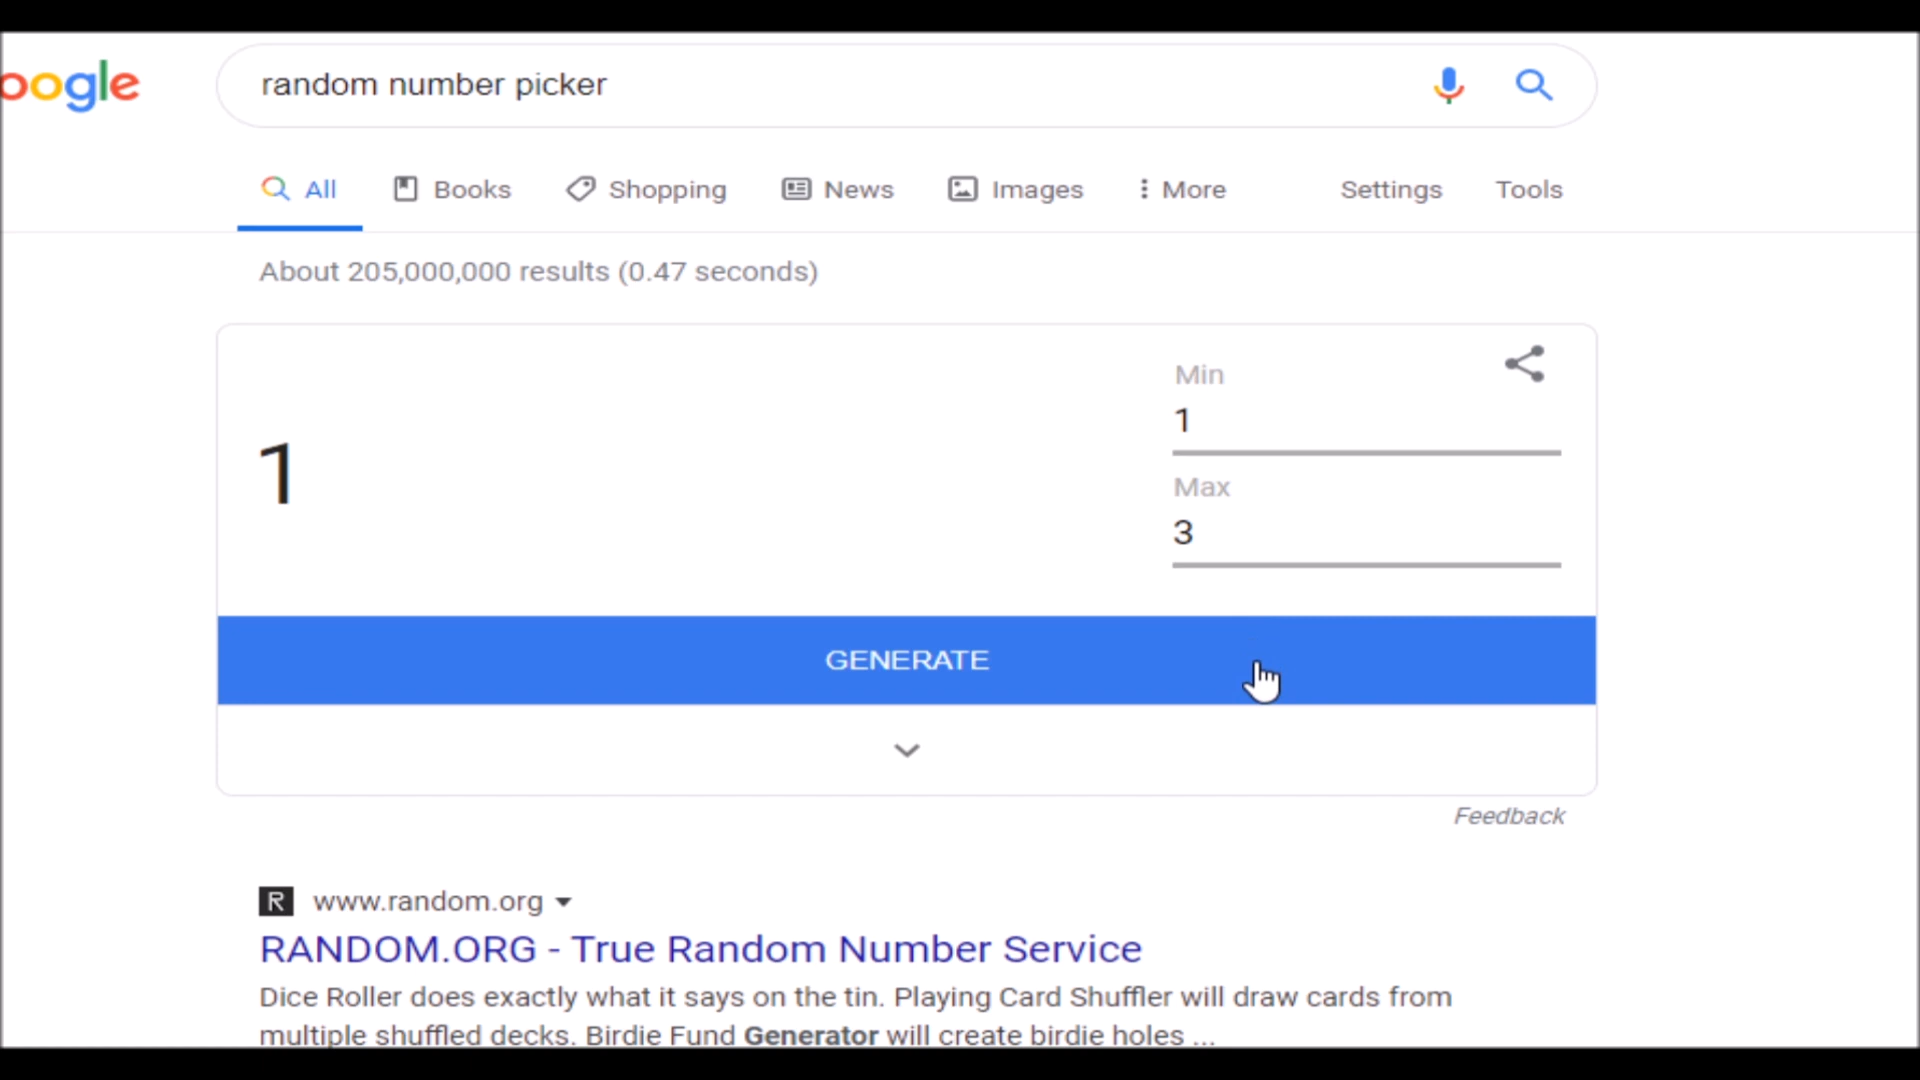 oogle
random number picker
All Books Shopping News Images More Settings Tools
About 205,000,000 results (0.47 seconds)
Min
1
1
Max
3
GENERATE
Feedback
R www.random.org
RANDOM.ORG - True Random Number Service
Dice Roller does exactly what it says on the tin. Playing Card Shuffler will draw cards from
multiple shuffled decks. Birdie Fund Generator will create birdie holes ...